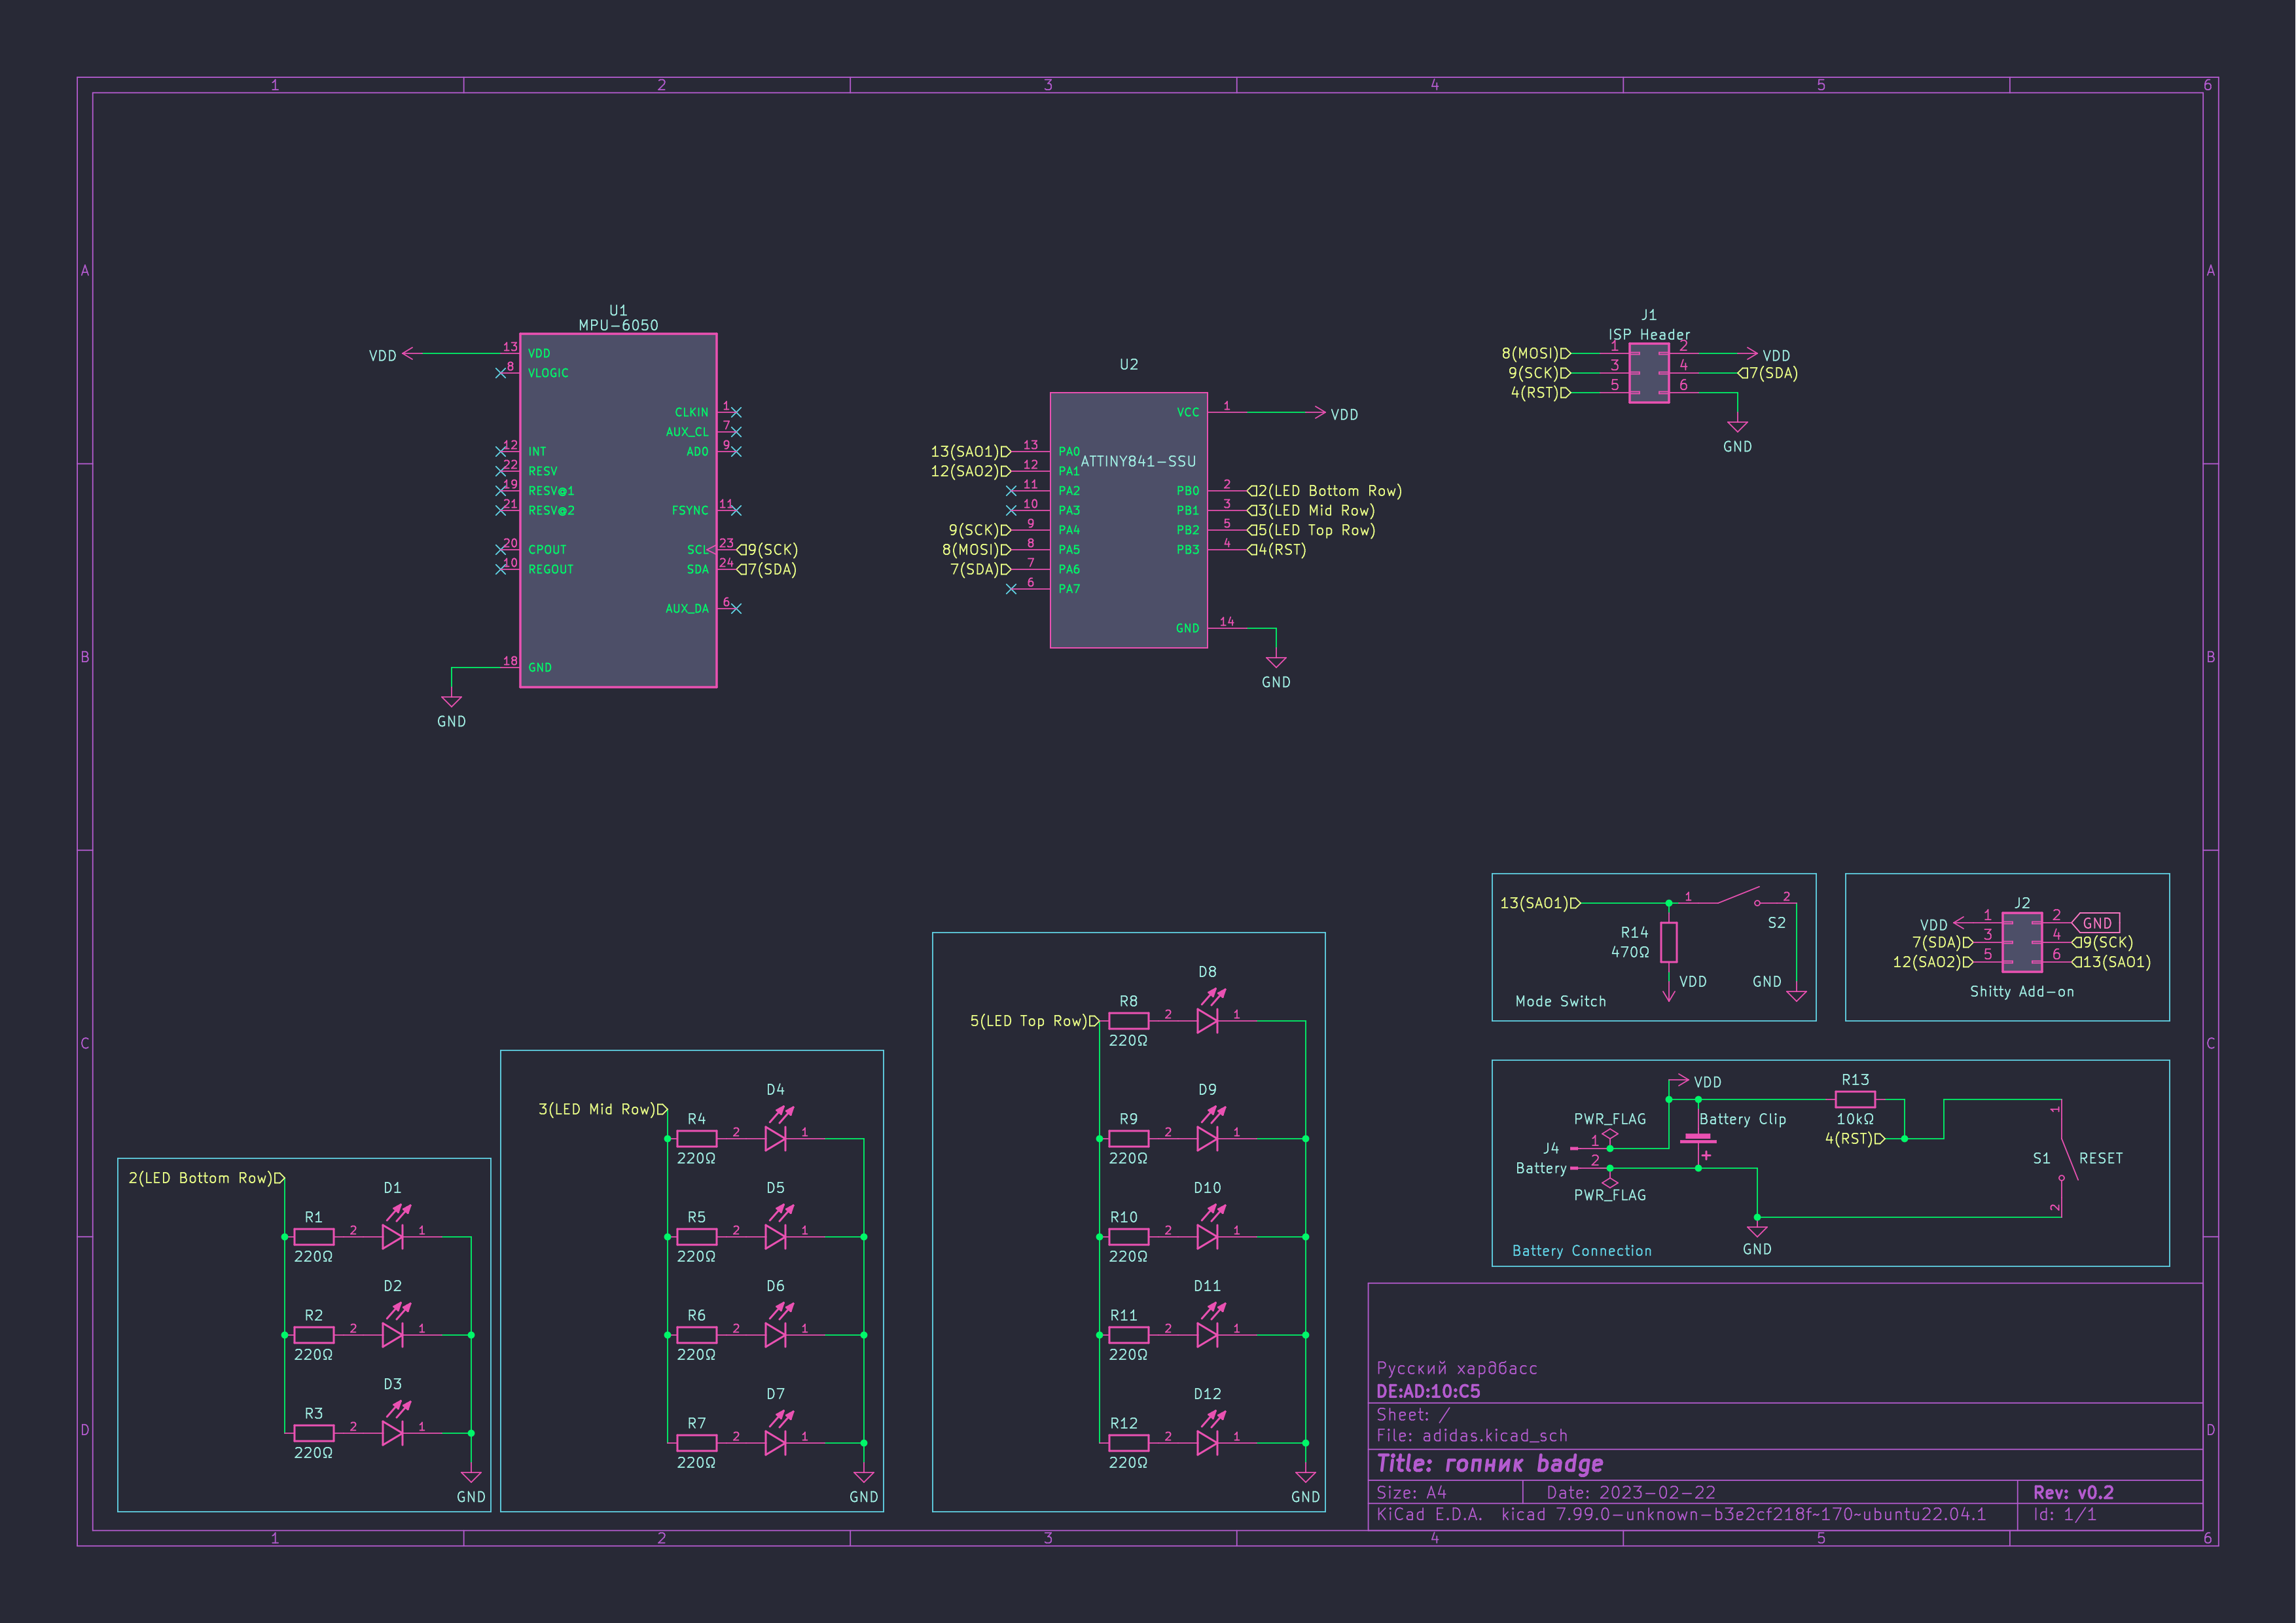 1 2 3 4 5 6
A A
B B
C C
D D
1 2 3 4 5 6
U1
MPU-6050
VDD
13 VDD
8 VLOGIC
12 INT
22 RESV
19 RESV@1
21 RESV@2
20 CPOUT
10 REGOUT
18 GND
GND
CLKIN 1
AUX_CL 7
AD0 9
FSYNC 11
SCL 23 9(SCK)
SDA 24 7(SDA)
AUX_DA 6
U2
ATTINY841-SSU
13(SAO1) 13 PA0
12(SAO2) 12 PA1
11 PA2
10 PA3
9(SCK) 9 PA4
8(MOSI) 8 PA5
7(SDA) 7 PA6
6 PA7
VCC 1 VDD
PB0 2 2(LED Bottom Row)
PB1 3 3(LED Mid Row)
PB2 5 5(LED Top Row)
PB3 4 4(RST)
GND 14
GND
J1
ISP Header
8(MOSI) 1 2 VDD
9(SCK) 3 4 7(SDA)
4(RST) 5 6
GND
2(LED Bottom Row)
D1
R1 2 1
220Ω
D2
R2 2 1
220Ω
D3
R3 2 1
220Ω
GND
3(LED Mid Row)
D4
R4 2 1
220Ω
D5
R5 2 1
220Ω
D6
R6 2 1
220Ω
D7
R7 2 1
220Ω
GND
5(LED Top Row)
D8
R8 2 1
220Ω
D9
R9 2 1
220Ω
D10
R10 2 1
220Ω
D11
R11 2 1
220Ω
D12
R12 2 1
220Ω
GND
13(SAO1) 1 2
S2
R14
470Ω
VDD GND
Mode Switch
J2
VDD 1 2 GND
7(SDA) 3 4 9(SCK)
12(SAO2) 5 6 13(SAO1)
Shitty Add-on
VDD
R13
10kΩ
PWR_FLAG
Battery Clip
+
4(RST)
J4 1
Battery 2
PWR_FLAG
1
S1 RESET
2
GND
Battery Connection
Русский хардбасс
DE:AD:10:C5
Sheet: /
File: adidas.kicad_sch
Title: гопник badge
Size: A4 Date: 2023-02-22 Rev: v0.2
KiCad E.D.A. kicad 7.99.0-unknown-b3e2cf218f~170~ubuntu22.04.1 Id: 1/1